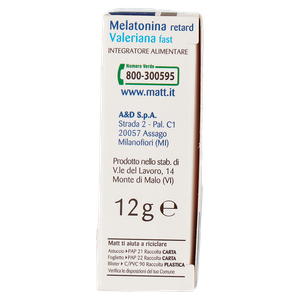 Melatonina retard
Valeriana fast
INTEGRATORE ALIMENTARE
Numero Verde
800-300595
www.matt.it
A&D S.p.A.
Strada 2 - Pal. C1
20057 Assago
Milanofiori (MI)
Prodotto nello stab. di
V.le del Lavoro, 14
Monte di Malo (VI)
12g e
Matt ti aiuta a riciclare
Astuccio PAP 21 Raccolta CARTA
Foglietto PAP 22 Raccolta CARTA
Blister C/PVC 90 Raccolta PLASTICA
Verifica le disposizioni del tuo Comune